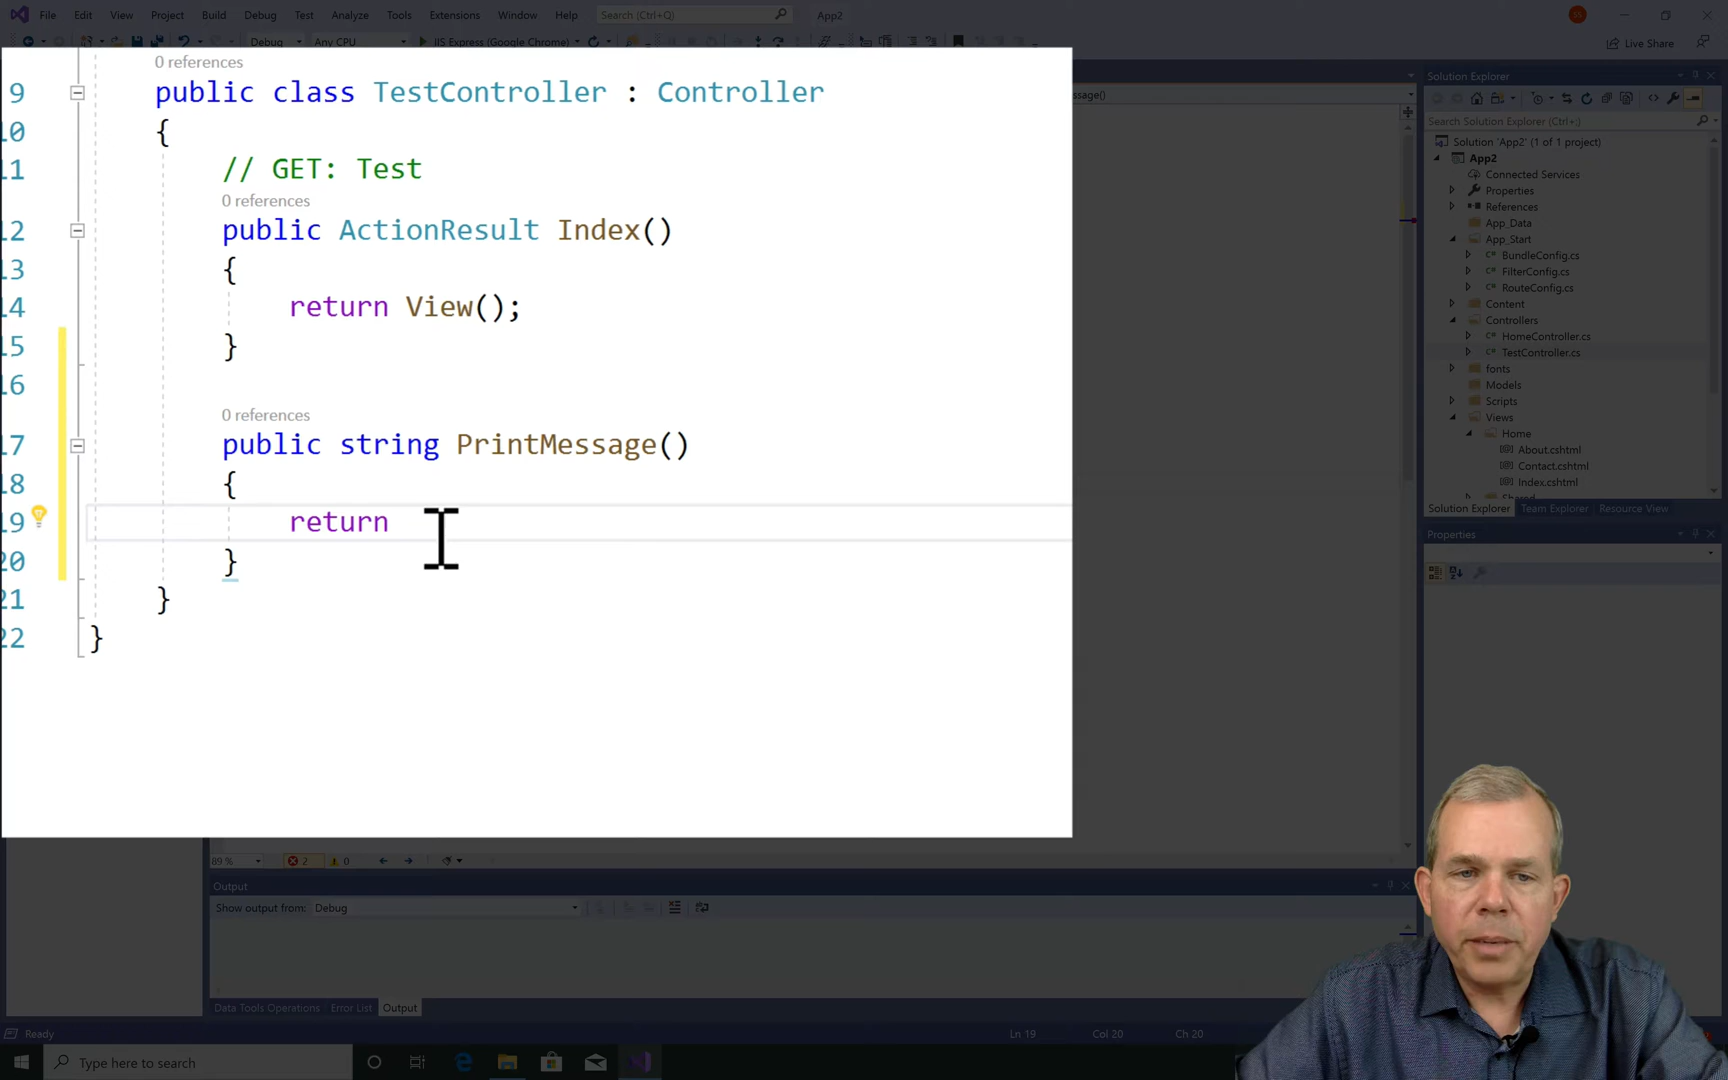 File Edit View Project Build Debug Test Analyze Tools Extensions Window Help Search (Ctrl+Q) App2
Debug Any CPU IIS Express (Google Chrome) Live Share
0 references
9 public class TestController : Controller
10 {
11 // GET: Test
0 references
12 public ActionResult Index()
13 {
14 return View();
15 }
16
0 references
17 public string PrintMessage()
18 {
19 return
20 }
21 }
22 }
ssage()
Solution Explorer
Search Solution Explorer (Ctrl+;)
Solution 'App2' (1 of 1 project)
App2
Connected Services
Properties
References
App_Data
App_Start
BundleConfig.cs
FilterConfig.cs
RouteConfig.cs
Content
Controllers
HomeController.cs
TestController.cs
fonts
Models
Scripts
Views
Home
About.cshtml
Contact.cshtml
Index.cshtml
Shared
Solution Explorer Team Explorer Resource View
Properties
89 % 2 0
Output
Show output from: Debug
Data Tools Operations Error List Output
Ready Ln 19 Col 20 Ch 20
Type here to search